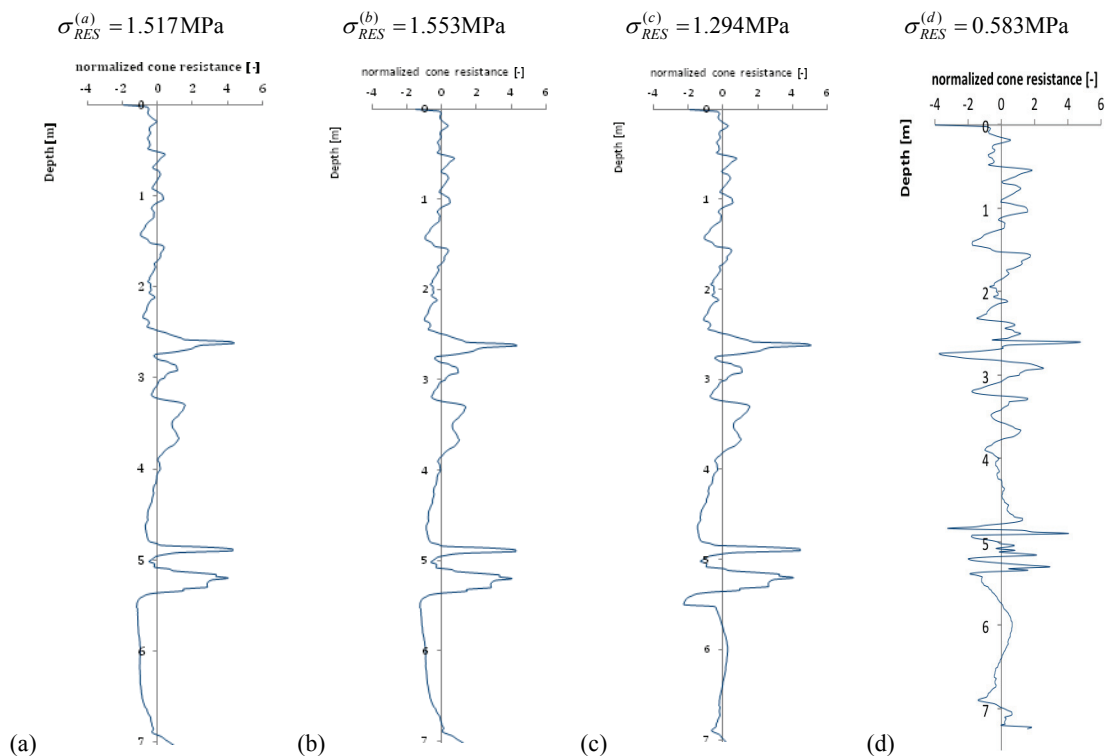 σ_RES^(a) = 1.517MPa
normalized cone resistance [-]
-4 -2 0 2 4 6
Depth [m]
1
2
3
4
5
6
7
(a)
σ_RES^(b) = 1.553MPa
normalized cone resistance [-]
-4 -2 0 2 4 6
Depth [m]
1
2
3
4
5
6
7
(b)
σ_RES^(c) = 1.294MPa
normalized cone resistance [-]
-4 -2 0 2 4 6
Depth [m]
1
2
3
4
5
6
7
(c)
σ_RES^(d) = 0.583MPa
normalized cone resistance [-]
-4 -2 0 2 4 6
Depth [m]
0
1
2
3
4
5
6
7
(d)